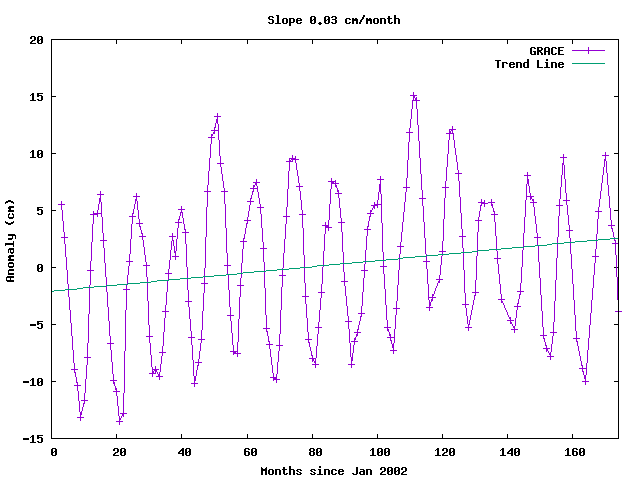 Slope 0.03 cm/month
GRACE
Trend Line
20
15
10
5
0
-5
-10
-15
Anomaly (cm)
0 20 40 60 80 100 120 140 160
Months since Jan 2002